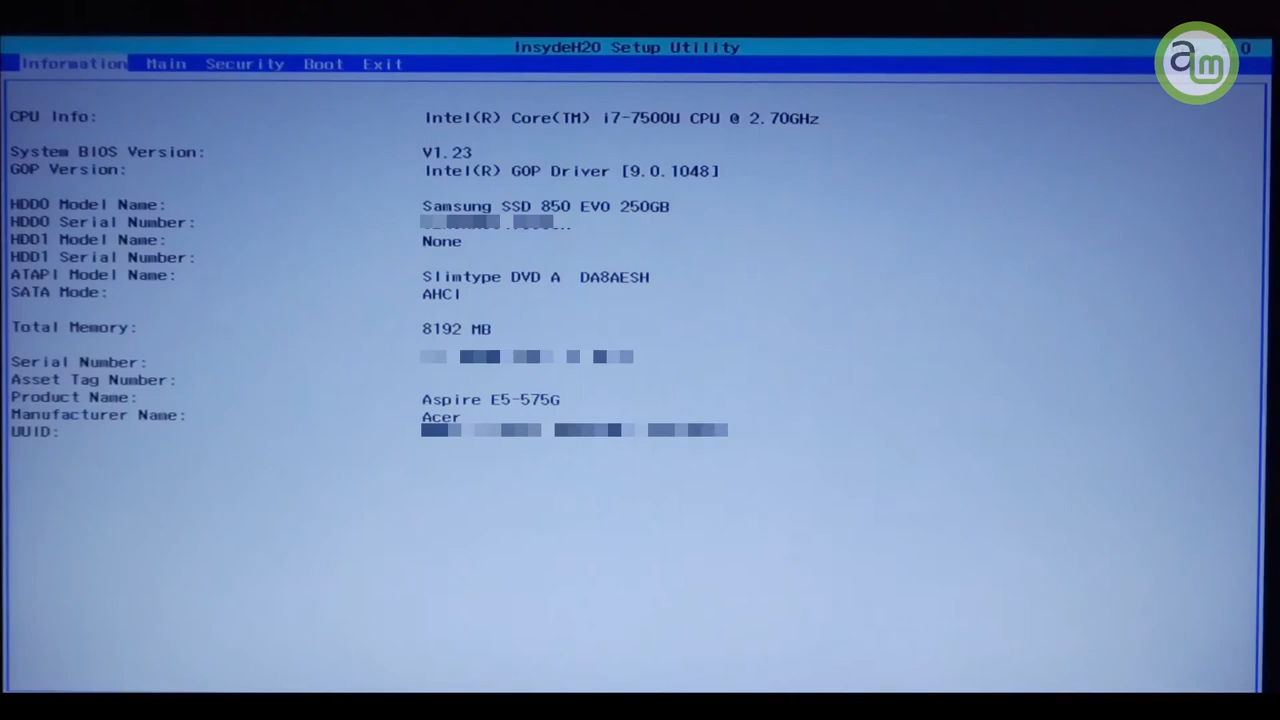 InsydeH20 Setup Utility
Information Main Security Boot Exit
CPU Info: Intel(R) Core(TM) i7-7500U CPU @ 2.70GHz
System BIOS Version: V1.23
GOP Version: Intel(R) GOP Driver [9.0.1048]
HDD0 Model Name: Samsung SSD 850 EVO 250GB
HDD0 Serial Number:
HDD1 Model Name: None
HDD1 Serial Number:
ATAPI Model Name: Slimtype DVD A DA8AESH
SATA Mode: AHCI
Total Memory: 8192 MB
Serial Number:
Asset Tag Number:
Product Name: Aspire E5-575G
Manufacturer Name: Acer
UUID:
am